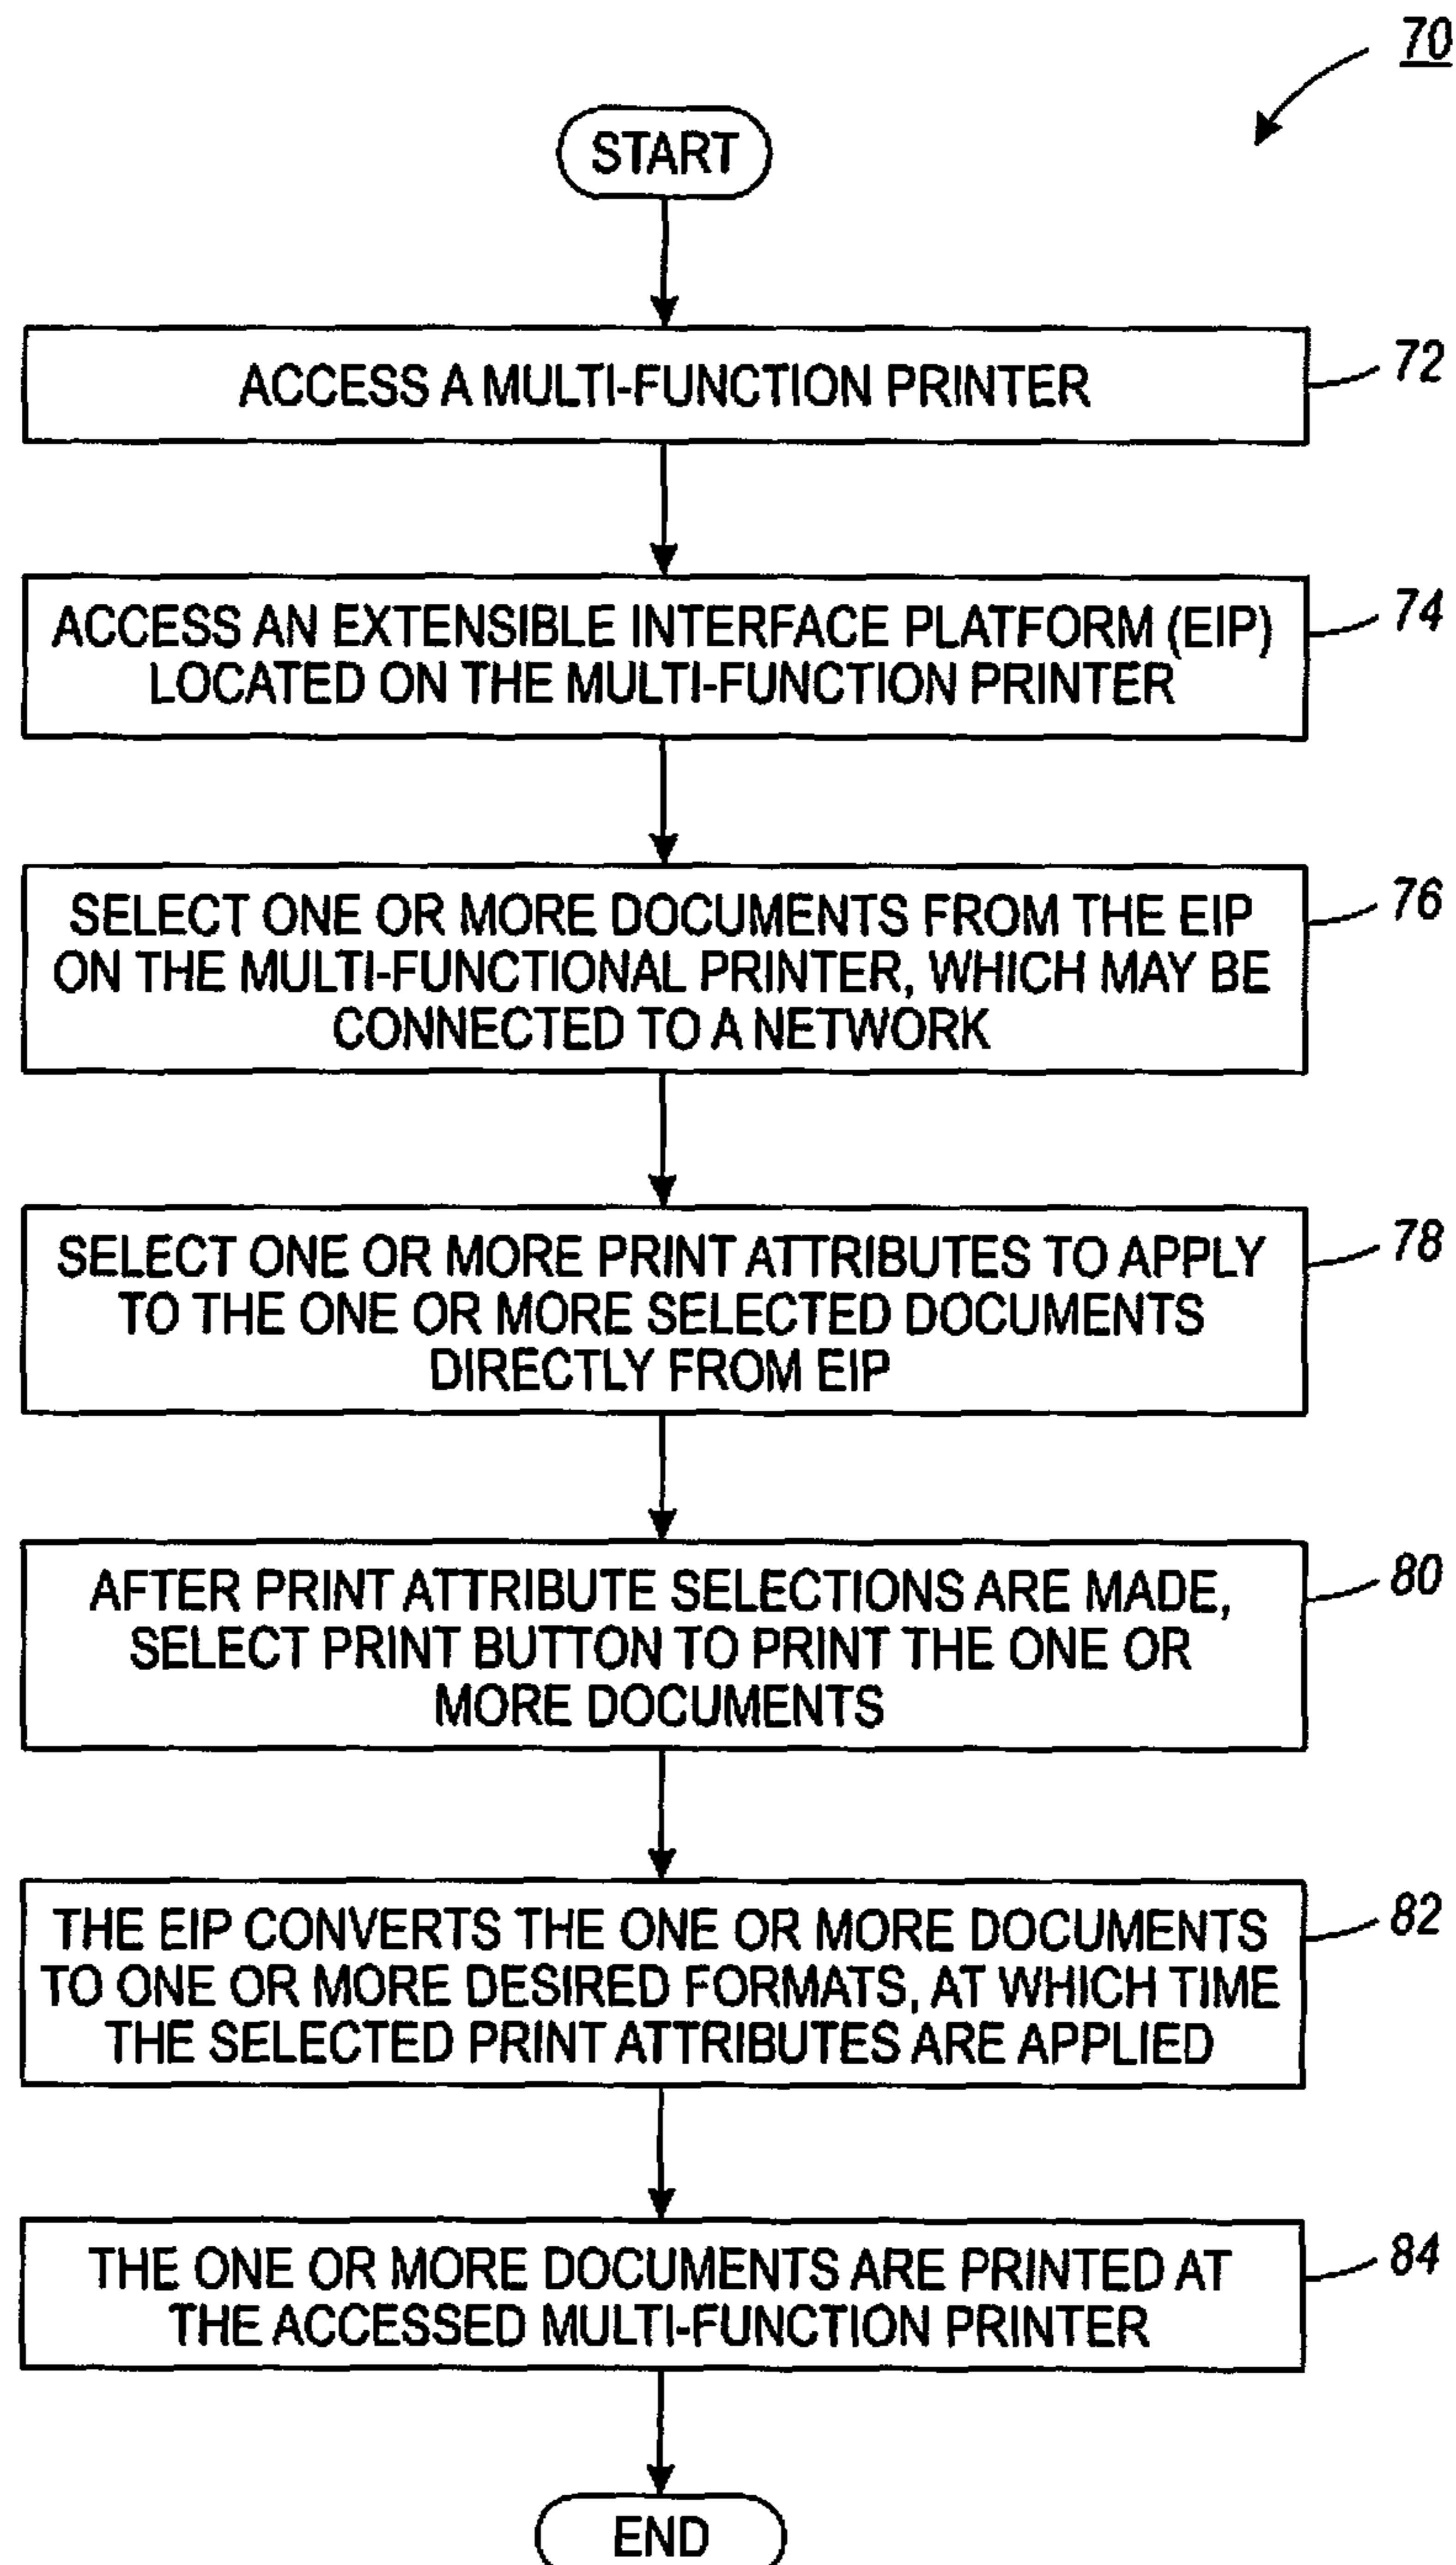 70
START
ACCESS A MULTI-FUNCTION PRINTER
72
ACCESS AN EXTENSIBLE INTERFACE PLATFORM (EIP)
LOCATED ON THE MULTI-FUNCTION PRINTER
74
SELECT ONE OR MORE DOCUMENTS FROM THE EIP
ON THE MULTI-FUNCTIONAL PRINTER, WHICH MAY BE
CONNECTED TO A NETWORK
76
SELECT ONE OR MORE PRINT ATTRIBUTES TO APPLY
TO THE ONE OR MORE SELECTED DOCUMENTS
DIRECTLY FROM EIP
78
AFTER PRINT ATTRIBUTE SELECTIONS ARE MADE,
SELECT PRINT BUTTON TO PRINT THE ONE OR
MORE DOCUMENTS
80
THE EIP CONVERTS THE ONE OR MORE DOCUMENTS
TO ONE OR MORE DESIRED FORMATS, AT WHICH TIME
THE SELECTED PRINT ATTRIBUTES ARE APPLIED
82
THE ONE OR MORE DOCUMENTS ARE PRINTED AT
THE ACCESSED MULTI-FUNCTION PRINTER
84
END